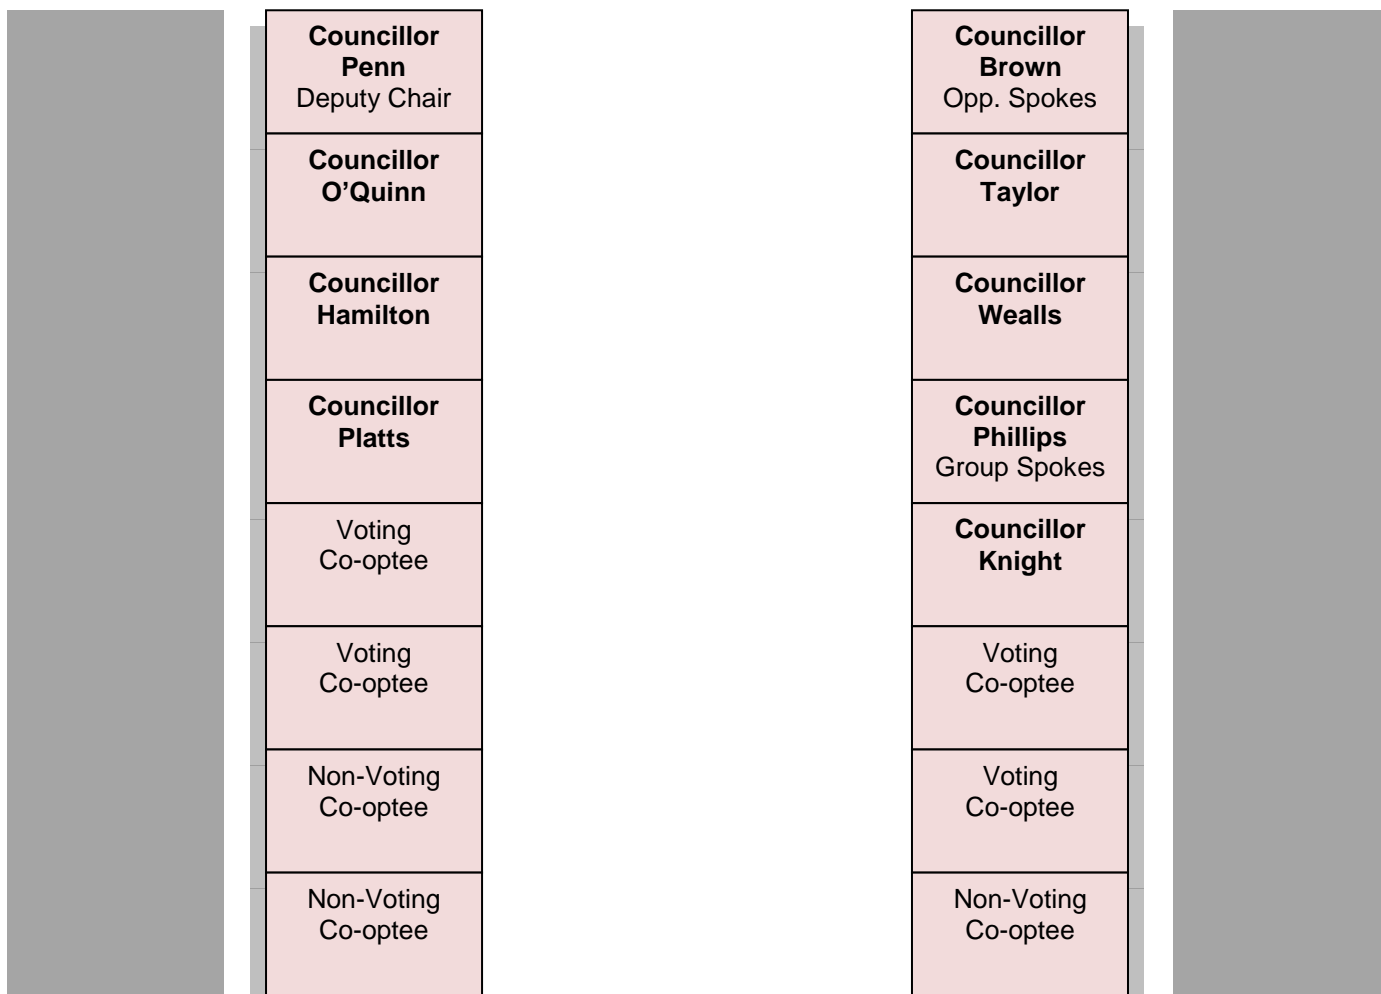 Councillor
Penn
Deputy Chair
Councillor
O'Quinn
Councillor
Hamilton
Councillor
Platts
Voting
Co-optee
Voting
Co-optee
Non-Voting
Co-optee
Non-Voting
Co-optee
Councillor
Brown
Opp. Spokes
Councillor
Taylor
Councillor
Wealls
Councillor
Phillips
Group Spokes
Councillor
Knight
Voting
Co-optee
Voting
Co-optee
Non-Voting
Co-optee